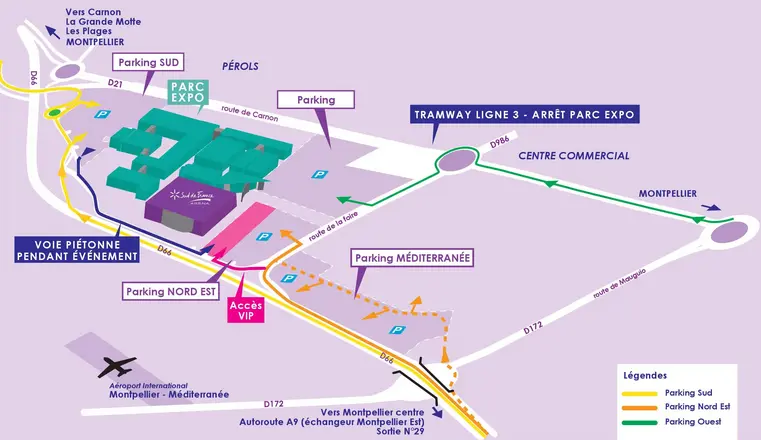 Vers Carnon
La Grande Motte
Les Plages
MONTPELLIER
D66
Parking SUD
D21
PÉROLS
PARC
EXPO
route de Carnon
Parking
TRAMWAY LIGNE 3 - ARRÊT PARC EXPO
D986
CENTRE COMMERCIAL
MONTPELLIER
P
P
P
P
P
P
Sud de France
ARENA
route de la foire
VOIE PIÉTONNE
PENDANT ÉVÉNEMENT
D66
Parking NORD EST
Accès
VIP
Parking MÉDITERRANÉE
route de Mauguio
D172
D66
Aéroport International
Montpellier - Méditerranée
D172
Vers Montpellier centre
Autoroute A9 (échangeur Montpellier Est)
Sortie N°29
Légendes
Parking Sud
Parking Nord Est
Parking Ouest